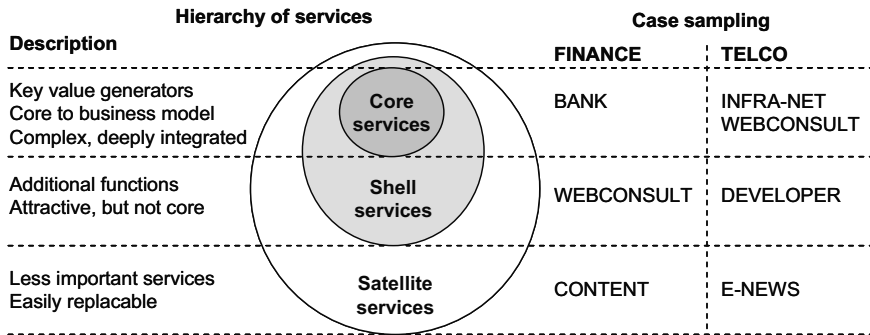 Hierarchy of services
Case sampling
Description
FINANCE
TELCO
Key value generators
Core to business model
Complex, deeply integrated
Core
services
BANK
INFRA-NET
WEBCONSULT
Additional functions
Attractive, but not core
Shell
services
WEBCONSULT
DEVELOPER
Less important services
Easily replacable
Satellite
services
CONTENT
E-NEWS